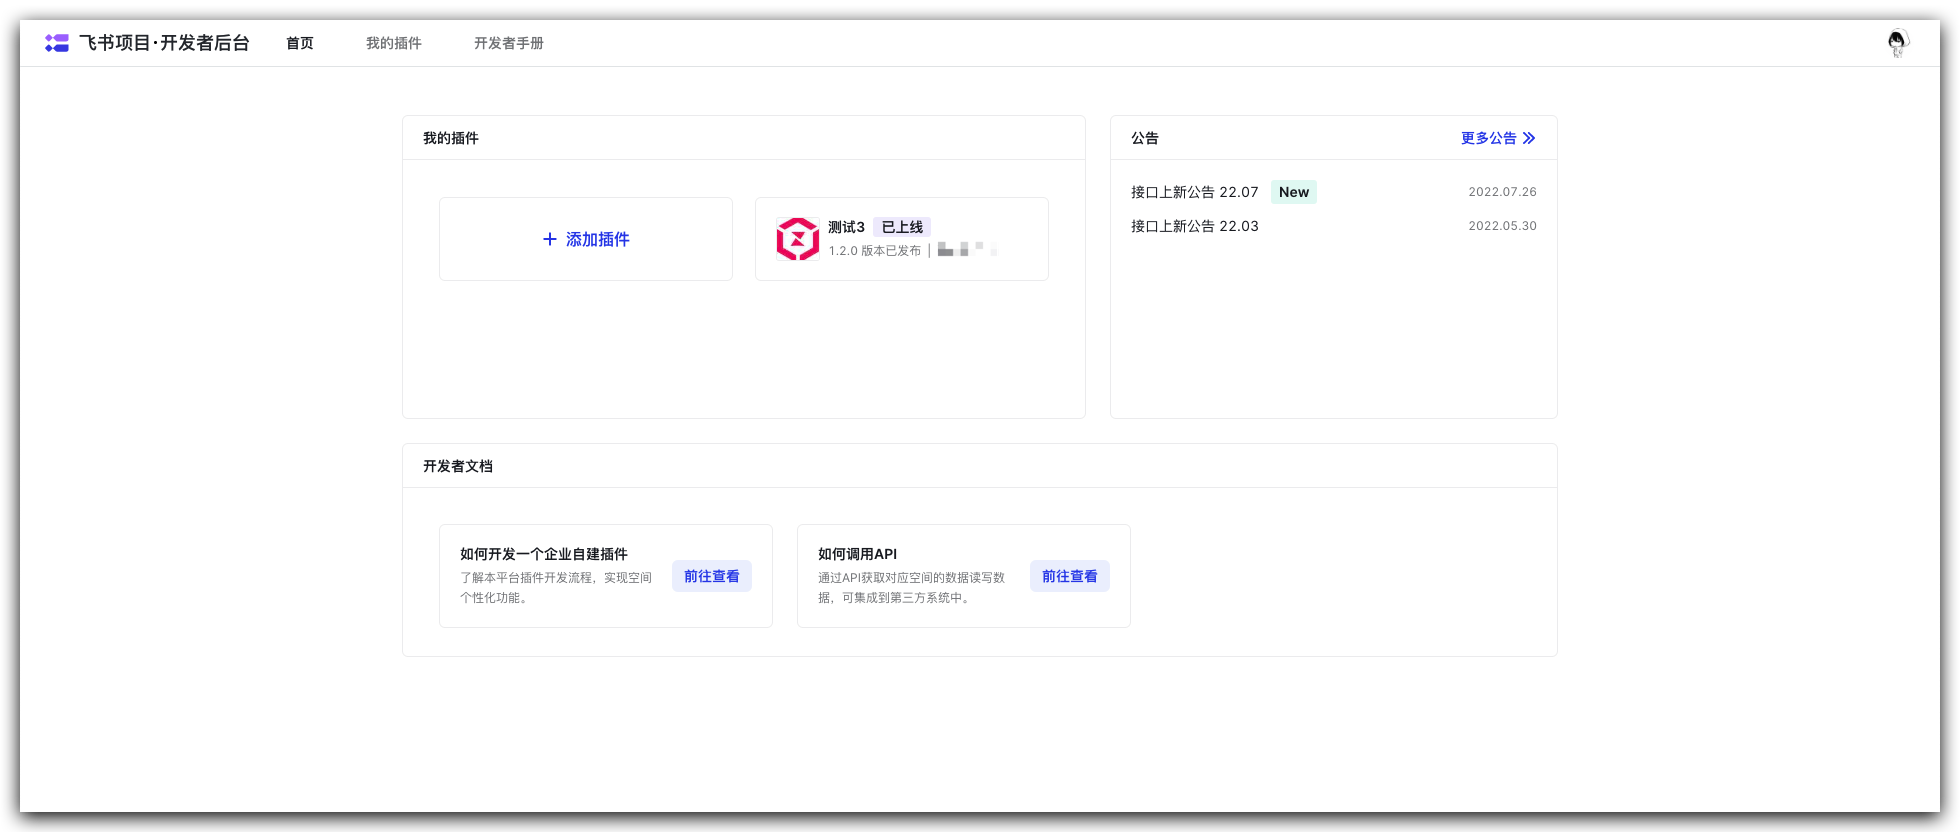 飞书项目·开发者后台
首页
我的插件
开发者手册
我的插件
添加插件
测试3 已上线
1.2.0 版本已发布 |
公告
更多公告
接口上新公告 22.07 New 2022.07.26
接口上新公告 22.03 2022.05.30
开发者文档
如何开发一个企业自建插件
了解本平台插件开发流程，实现空间
个性化功能。
前往查看
如何调用API
通过API获取对应空间的数据读写数
据，可集成到第三方系统中。
前往查看